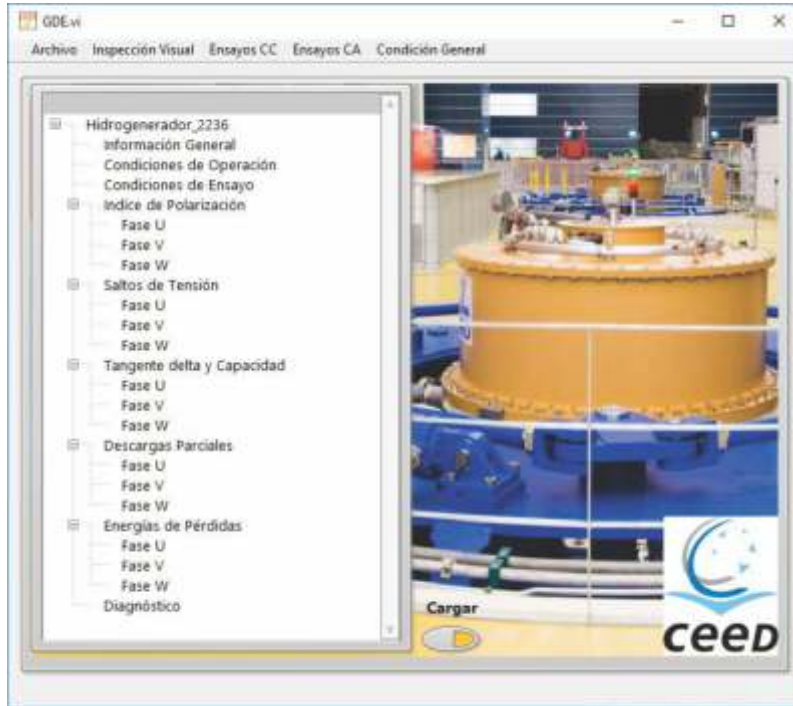 GDE.vi
Archivo Inspección Visual Ensayos CC Ensayos CA Condición General
Hidrogenerador_2236
Información General
Condiciones de Operación
Condiciones de Ensayo
Indice de Polarización
Fase U
Fase V
Fase W
Saltos de Tensión
Fase U
Fase V
Fase W
Tangente delta y Capacidad
Fase U
Fase V
Fase W
Descargas Parciales
Fase U
Fase V
Fase W
Energías de Pérdidas
Fase U
Fase V
Fase W
Diagnóstico
Cargar
ceeD